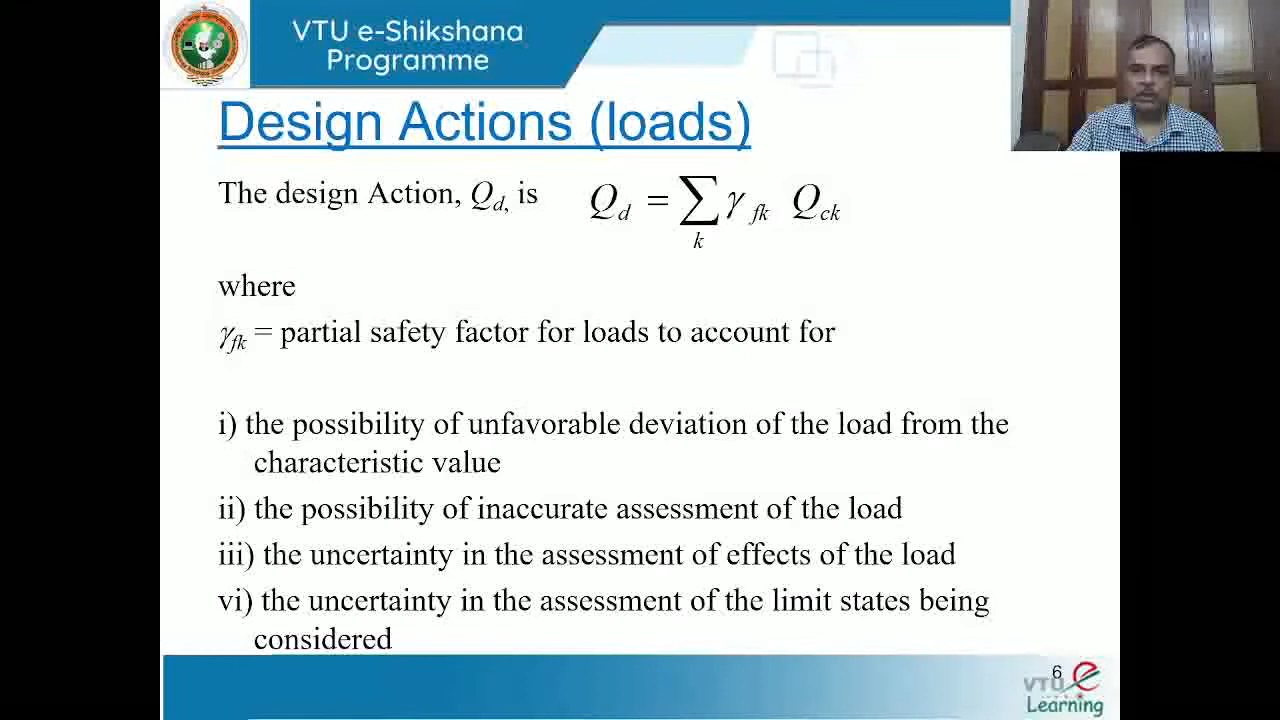 VTU e-Shikshana
Programme
Design Actions (loads)
The design Action, Qd, is Qd = ∑k γfk Qck
where
γfk = partial safety factor for loads to account for
i) the possibility of unfavorable deviation of the load from the
characteristic value
ii) the possibility of inaccurate assessment of the load
iii) the uncertainty in the assessment of effects of the load
vi) the uncertainty in the assessment of the limit states being
considered
6
VTU e
Learning